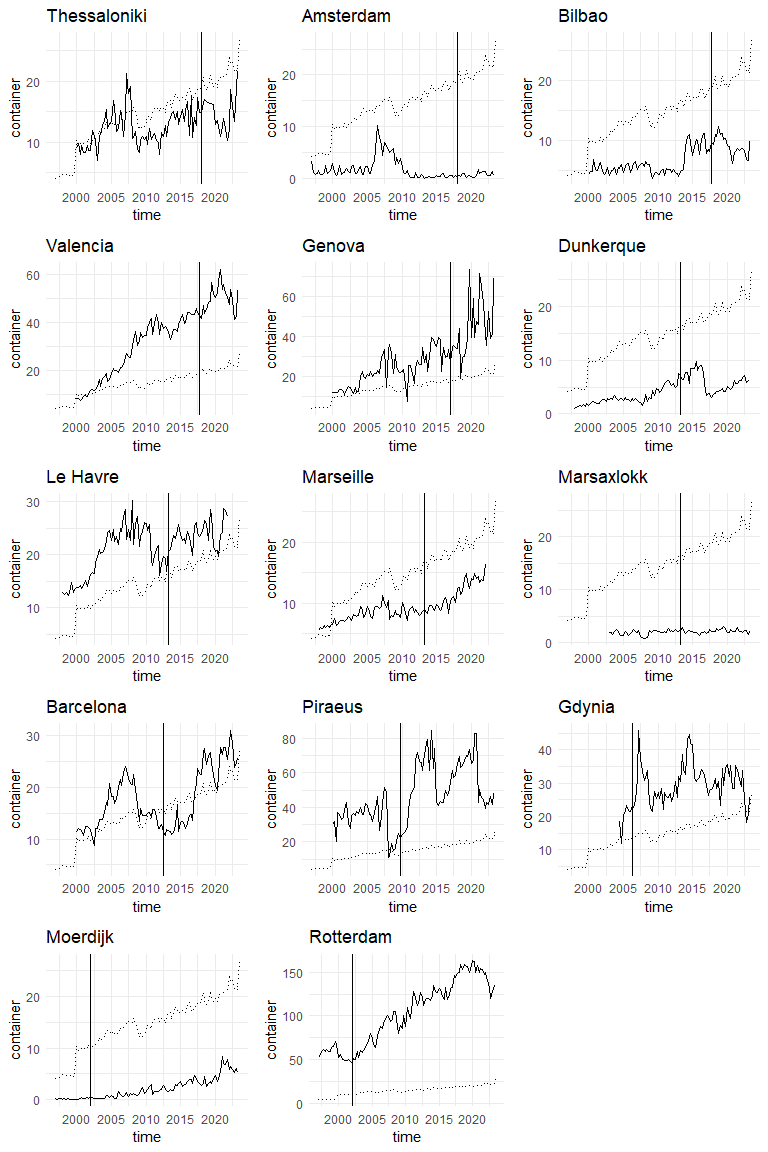 Thessaloniki Amsterdam Bilbao
container 20 10 container 20 10 0 container 20 10
2000 2005 2010 2015 2020 2000 2005 2010 2015 2020 2000 2005 2010 2015 2020
time time time
Valencia Genova Dunkerque
container 60 40 20 container 60 40 20 container 20 10 0
2000 2005 2010 2015 2020 2000 2005 2010 2015 2020 2000 2005 2010 2015 2020
time time time
Le Havre Marseille Marsaxlokk
container 30 20 10 container 20 10 container 20 10 0
2000 2005 2010 2015 2020 2000 2005 2010 2015 2020 2000 2005 2010 2015 2020
time time time
Barcelona Piraeus Gdynia
container 30 20 10 container 80 60 40 20 container 40 30 20 10
2000 2005 2010 2015 2020 2000 2005 2010 2015 2020 2000 2005 2010 2015 2020
time time time
Moerdijk Rotterdam
container 20 10 0 container 150 100 50 0
2000 2005 2010 2015 2020 2000 2005 2010 2015 2020
time time